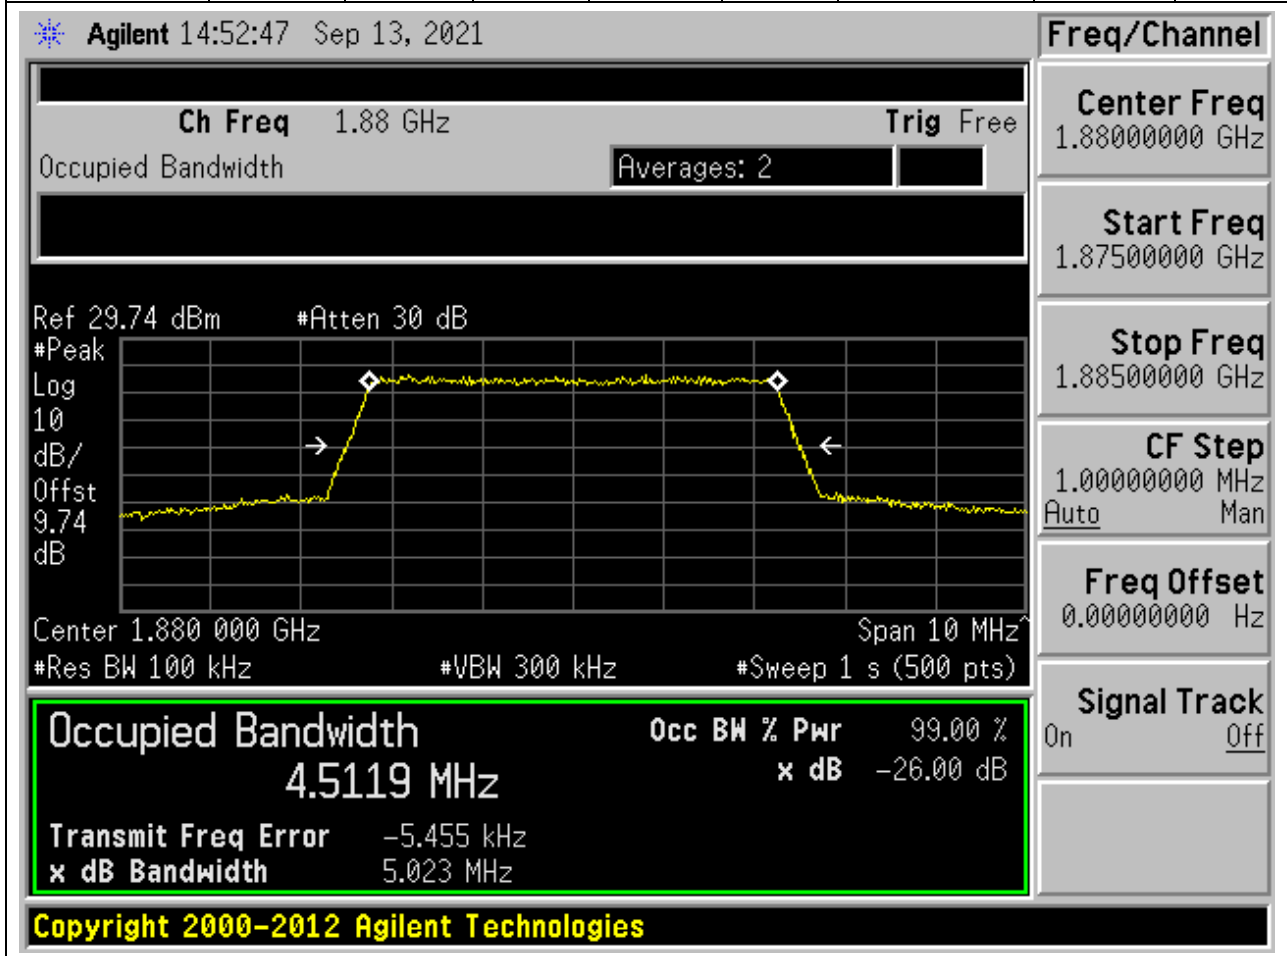 Agilent 14:52:47 Sep 13, 2021
Freq/Channel
Ch Freq 1.88 GHz Trig Free
Occupied Bandwidth Averages: 2
Center Freq
1.88000000 GHz
Start Freq
1.87500000 GHz
Stop Freq
1.88500000 GHz
CF Step
1.00000000 MHz
Auto Man
Freq Offset
0.00000000 Hz
Signal Track
On Off
Ref 29.74 dBm #Atten 30 dB
#Peak
Log
10
dB/
Offst
9.74
dB
Center 1.880 000 GHz Span 10 MHz^
#Res BW 100 kHz #VBW 300 kHz #Sweep 1 s (500 pts)
Occupied Bandwidth Occ BW % Pwr 99.00 %
4.5119 MHz x dB -26.00 dB
Transmit Freq Error -5.455 kHz
x dB Bandwidth 5.023 MHz
Copyright 2000-2012 Agilent Technologies